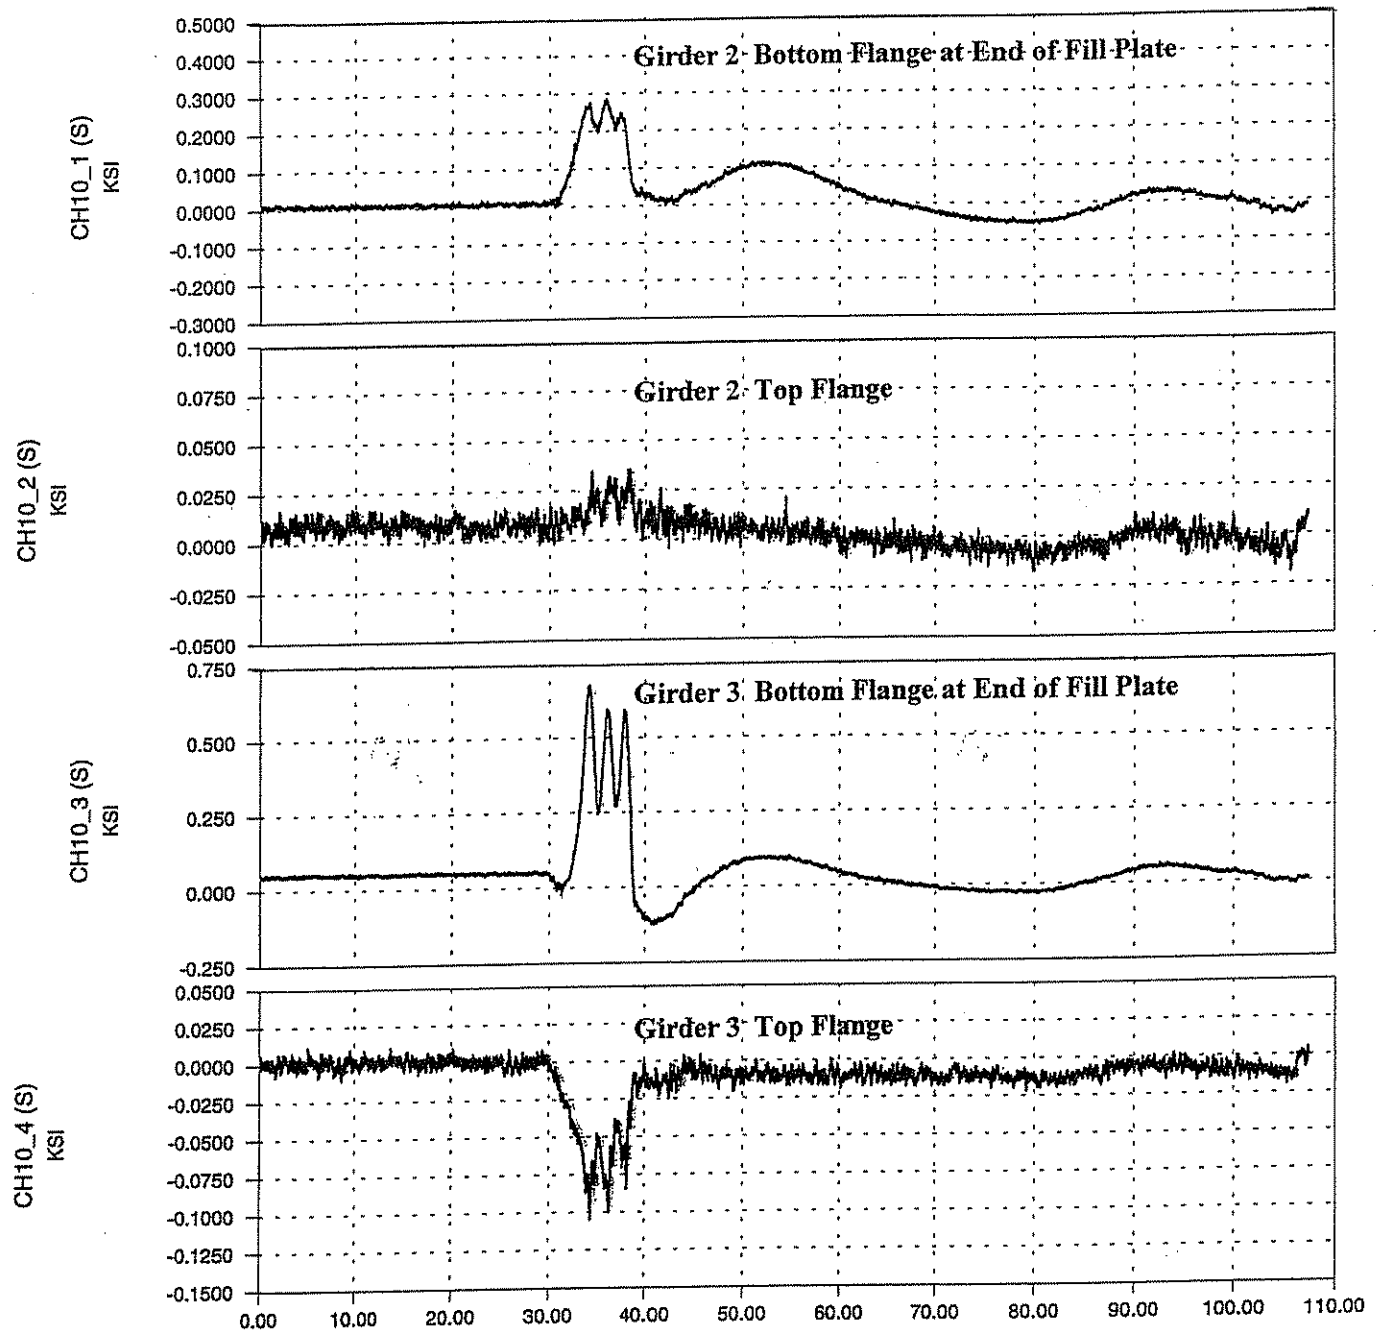 CH10_1 (S)
KSI
0.5000
0.4000
0.3000
0.2000
0.1000
0.0000
-0.1000
-0.2000
-0.3000
Girder 2 Bottom Flange at End of Fill Plate
CH10_2 (S)
KSI
0.1000
0.0750
0.0500
0.0250
0.0000
-0.0250
-0.0500
Girder 2 Top Flange
CH10_3 (S)
KSI
0.750
0.500
0.250
0.000
-0.250
Girder 3 Bottom Flange at End of Fill Plate
CH10_4 (S)
KSI
0.0500
0.0250
0.0000
-0.0250
-0.0500
-0.0750
-0.1000
-0.1250
-0.1500
Girder 3 Top Flange
0.00 10.00 20.00 30.00 40.00 50.00 60.00 70.00 80.00 90.00 100.00 110.00